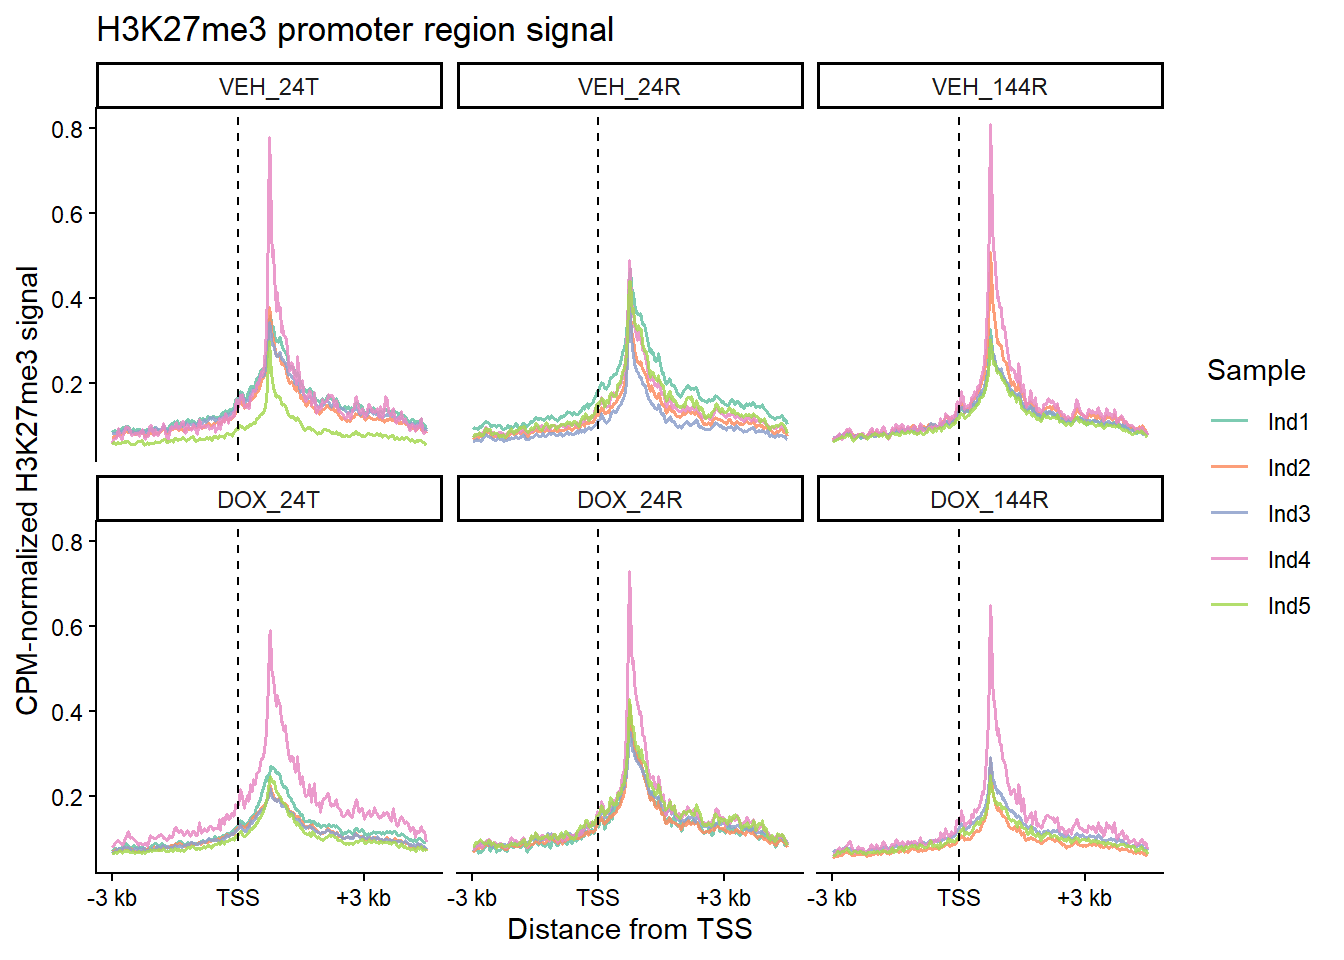 H3K27me3 promoter region signal
VEH_24T
VEH_24R
VEH_144R
0.8
0.6
0.4
0.2
DOX_24T
DOX_24R
DOX_144R
0.8
0.6
0.4
0.2
-3 kb
TSS
+3 kb
-3 kb
TSS
+3 kb
-3 kb
TSS
+3 kb
Distance from TSS
CPM-normalized H3K27me3 signal
Sample
Ind1
Ind2
Ind3
Ind4
Ind5